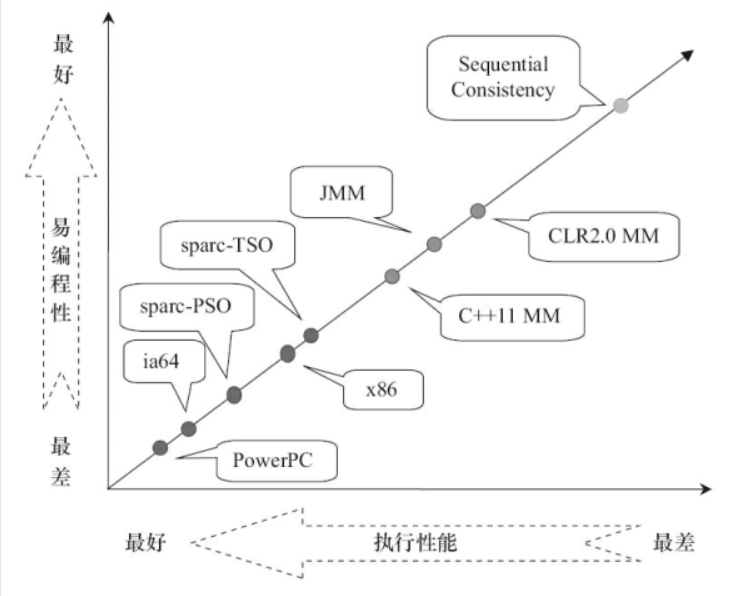 最好
Sequential
Consistency
JMM
CLR2.0 MM
易编程性
sparc-TSO
C++11 MM
sparc-PSO
ia64
x86
最差
PowerPC
最好
执行性能
最差